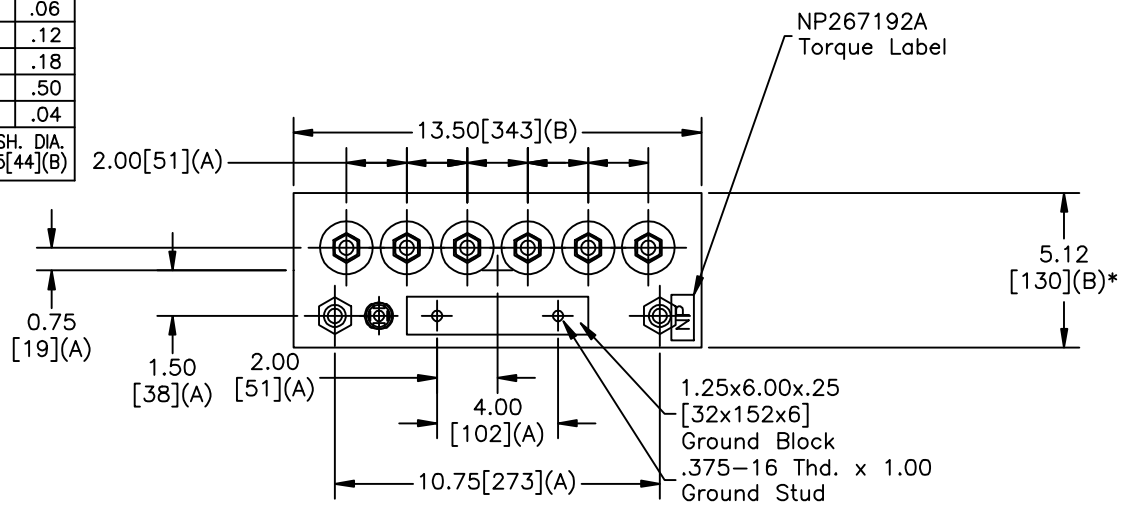 .06
.12
.18
.50
.04
SH. DIA.
5[44](B)
NP267192A
Torque Label
13.50[343](B)
2.00[51](A)
5.12
[130](B)*
0.75
[19](A)
NP
1.50
[38](A)
2.00
[51](A)
4.00
[102](A)
1.25x6.00x.25
[32x152x6]
Ground Block
.375-16 Thd. x 1.00
Ground Stud
10.75[273](A)